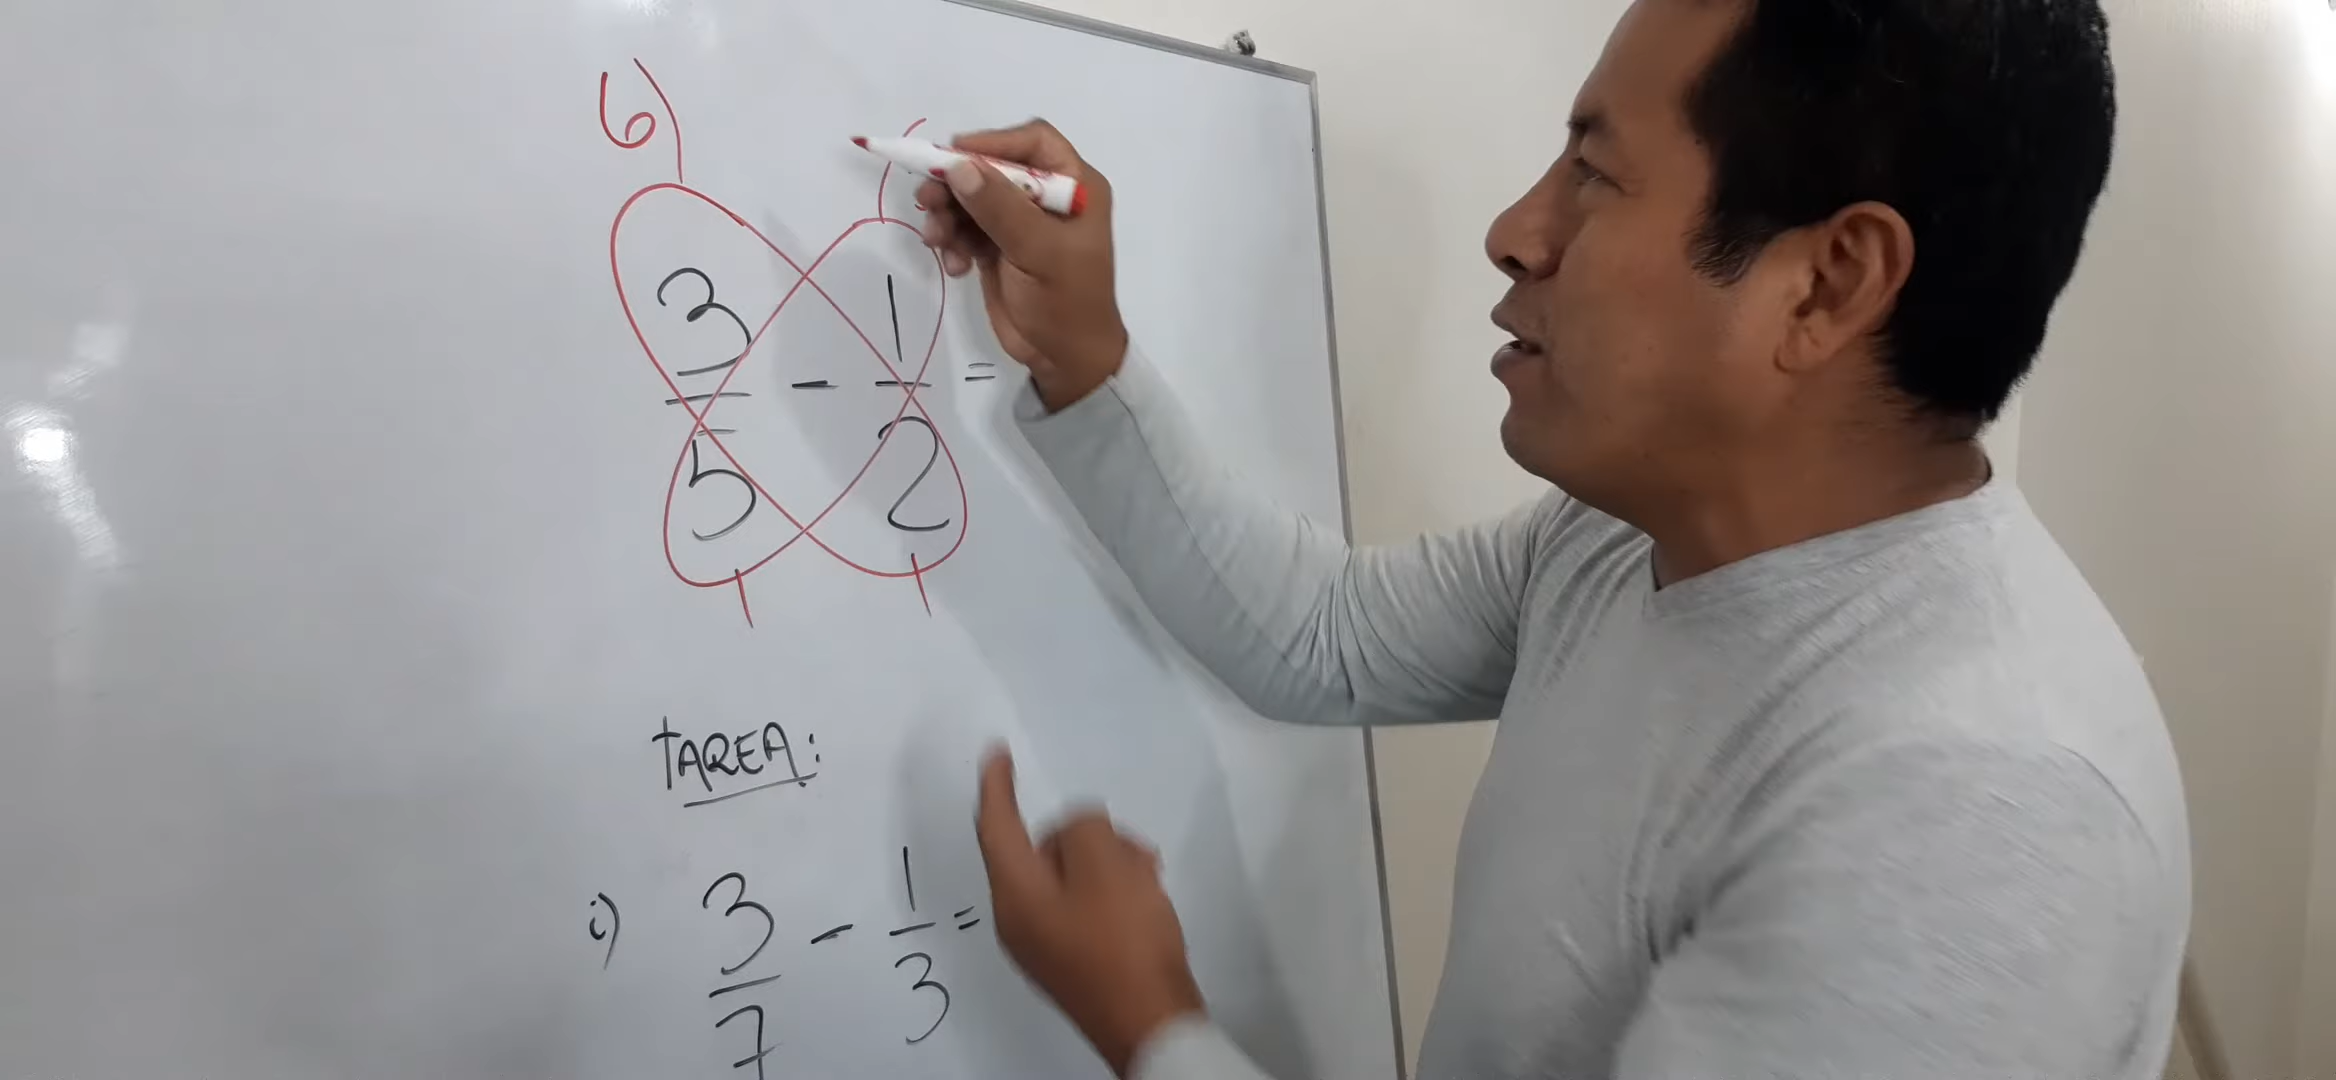 6
3/5 - 1/2 =
TAREA:
i) 3/7 - 1/3 =